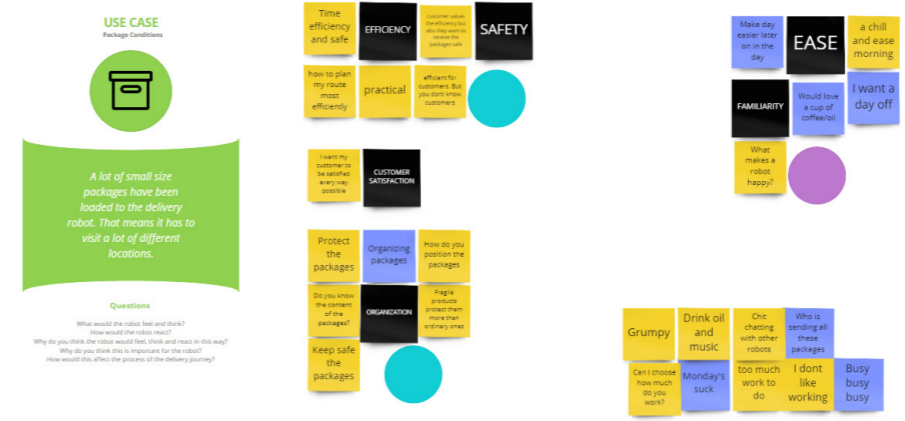 USE CASE
Package Conditions
A lot of small size
packages have been
loaded to the delivery
robot. That means it has to
visit a lot of different
locations.
Questions
What would the robot feel and think?
How would the robot react?
Why do you think the robot would feel, think and react in this way?
Why do you think this is important for the robot?
How would this affect the process of the delivery journey?
Time
efficiency
and safe
EFFICIENCY
customer values
the efficiency but
also they want to
receive the
packages safe
SAFETY
how to plen
my route
most
efficiently
practical
efficient for
customers. But
you dont know
customers
I want my
customer to
be satisfied
every way
possible
CUSTOMER
SATISFACTION
Protect
the
packages
Organizing
packages
How do you
position the
packages
Do you know
the content
of the
packages?
ORGANIZATION
Fragile
products
protect them
more than
ordinary ones
Keep safe
the
packages
Make day
easier later
on in the
day
EASE
a chill
and ease
morning
FAMILIARITY
Would love
a cup of
coffee/oil
I want a
day off
What
makes a
robot
happy?
Grumpy
Drink oil
and
music
Chit
chatting
with other
robots
Who is
sending all
these
packages
Can I choose
how much
do you
work?
Monday's
suck
too much
work to
do
I dont
like
working
Busy
busy
busy